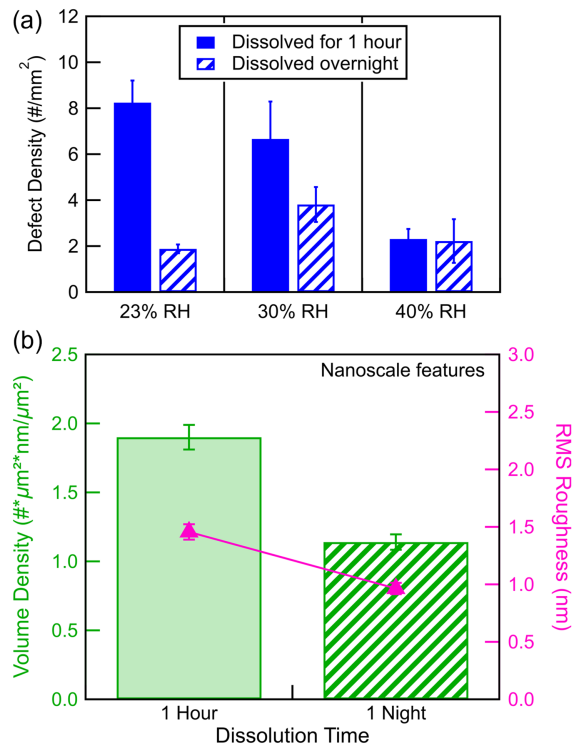 (a)
12
10
8
6
4
2
0
Defect Density (#/mm²)
Dissolved for 1 hour
Dissolved overnight
23% RH
30% RH
40% RH
(b)
2.5
2.0
1.5
1.0
0.5
0.0
Volume Density (#*µm²*nm/µm²)
Nanoscale features
3.0
2.5
2.0
1.5
1.0
0.5
0.0
RMS Roughness (nm)
1 Hour
1 Night
Dissolution Time